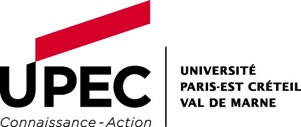 UPEC
Connaissance - Action
UNIVERSITÉ
PARIS-EST CRÉTEIL
VAL DE MARNE